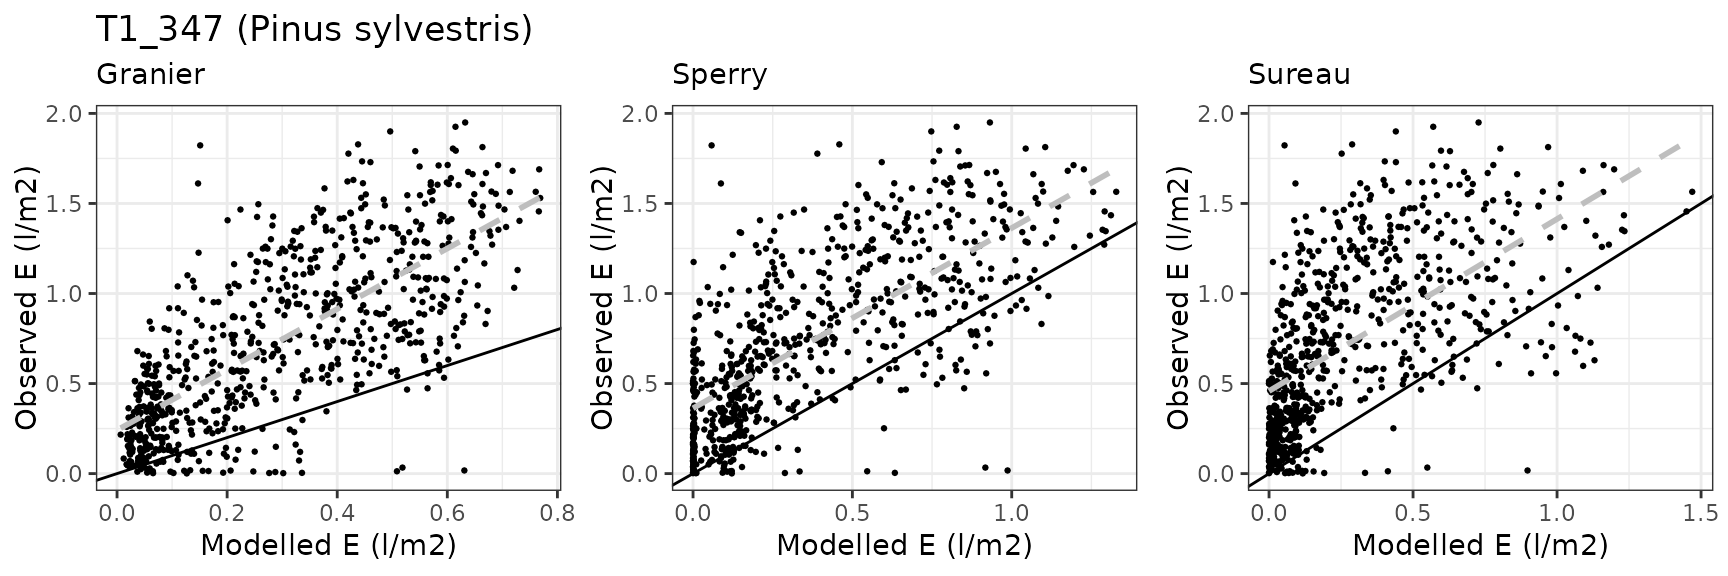 T1_347 (Pinus sylvestris)
Granier
Sperry
Sureau
2.0
1.5
1.0
0.5
0.0
Observed E (l/m2)
0.0 0.2 0.4 0.6 0.8
Modelled E (l/m2)
2.0
1.5
1.0
0.5
0.0
Observed E (l/m2)
0.0 0.5 1.0
Modelled E (l/m2)
2.0
1.5
1.0
0.5
0.0
Observed E (l/m2)
0.0 0.5 1.0 1.5
Modelled E (l/m2)